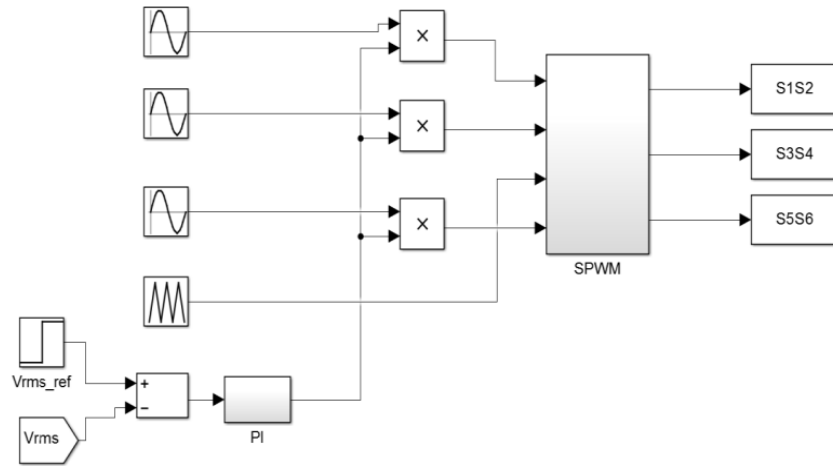 ×
×
×
S1S2
S3S4
S5S6
SPWM
Vrms_ref
+
−
Vrms
PI